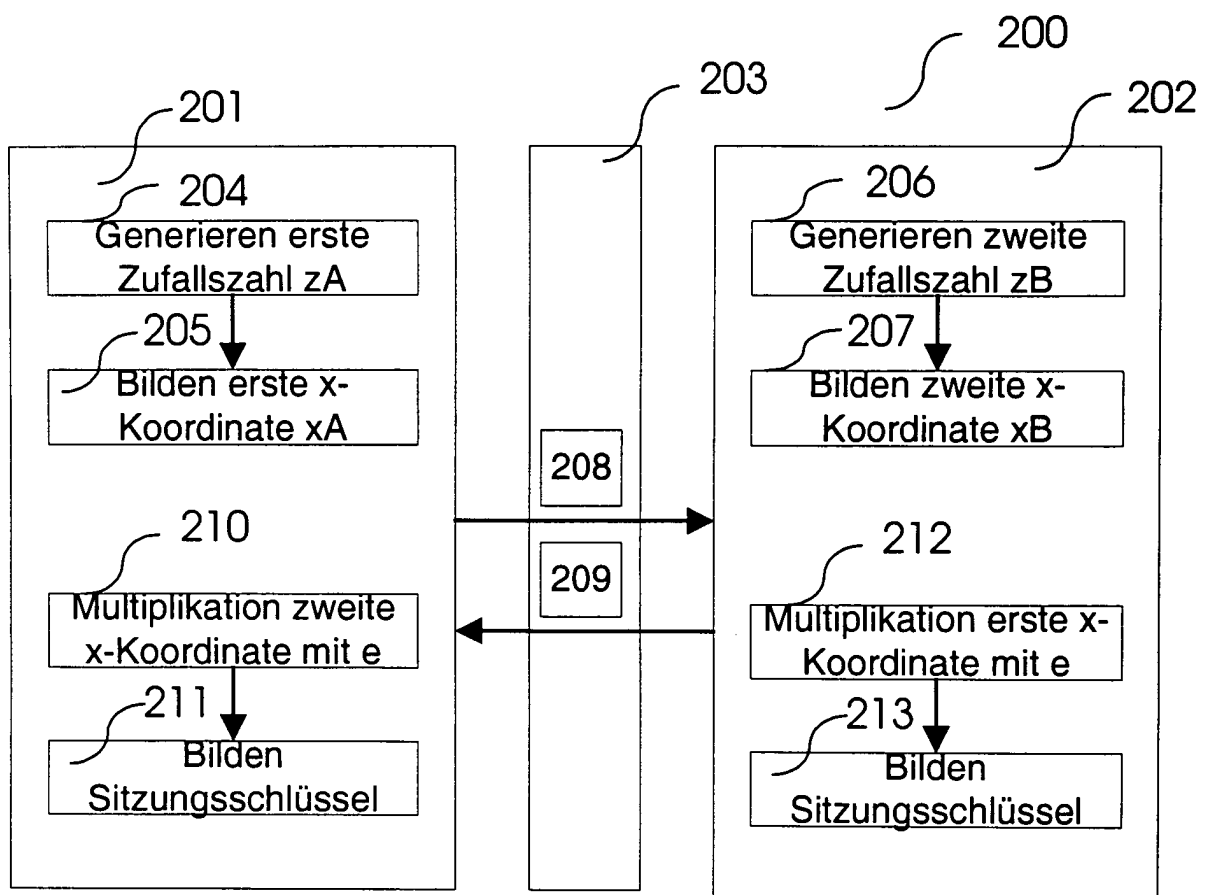 200
203
201
202
204
Generieren erste
Zufallszahl zA
206
Generieren zweite
Zufallszahl zB
205
Bilden erste x-
Koordinate xA
207
Bilden zweite x-
Koordinate xB
208
210
Multiplikation zweite
x-Koordinate mit e
209
212
Multiplikation erste x-
Koordinate mit e
211
Bilden
Sitzungsschlüssel
213
Bilden
Sitzungsschlüssel